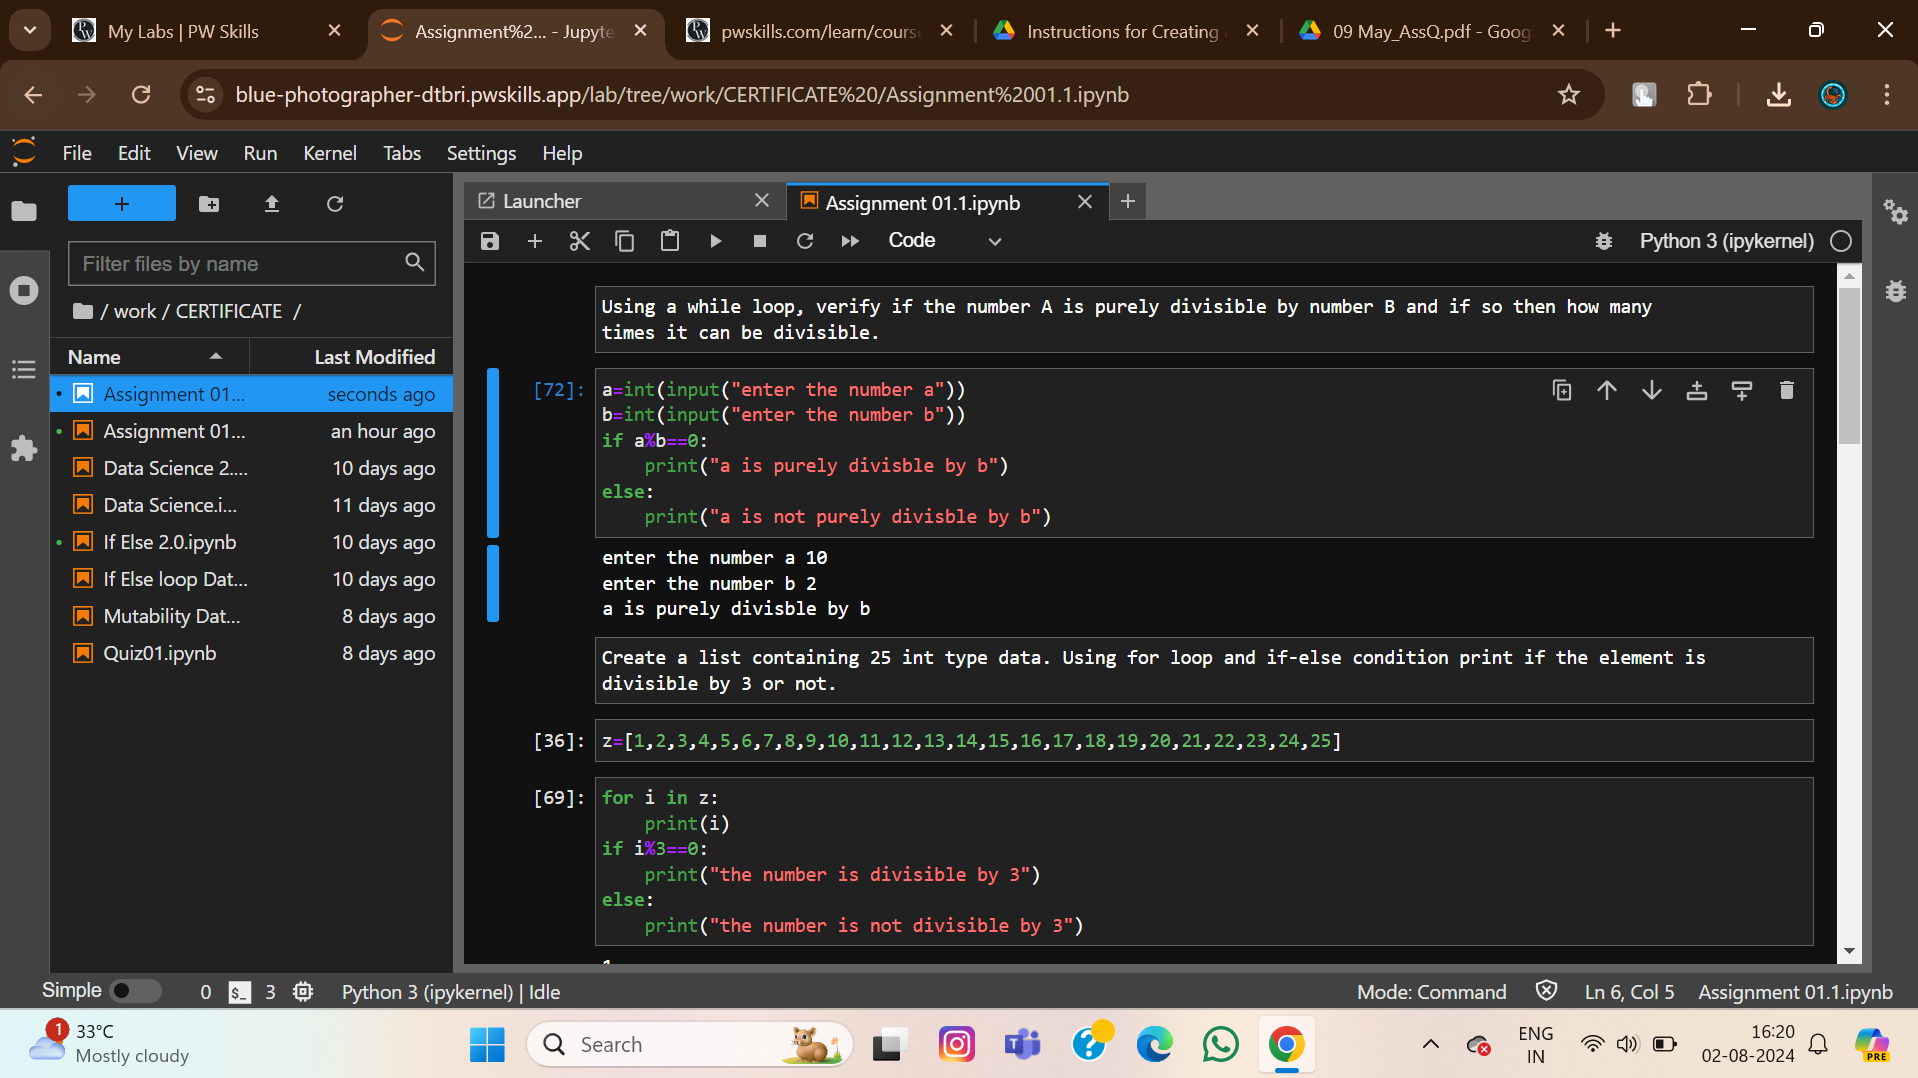 My Labs | PW Skills
Assignment%2... - Jupyte
pwskills.com/learn/cours
Instructions for Creating
09 May_AssQ.pdf - Goog
blue-photographer-dtbri.pwskills.app/lab/tree/work/CERTIFICATE%20/Assignment%2001.1.ipynb
File Edit View Run Kernel Tabs Settings Help
Launcher
Assignment 01.1.ipynb
Code
Python 3 (ipykernel)
Filter files by name
/ work / CERTIFICATE /
Name Last Modified
Assignment 01... seconds ago
Assignment 01... an hour ago
Data Science 2.... 10 days ago
Data Science.i... 11 days ago
If Else 2.0.ipynb 10 days ago
If Else loop Dat... 10 days ago
Mutability Dat... 8 days ago
Quiz01.ipynb 8 days ago
Using a while loop, verify if the number A is purely divisible by number B and if so then how many
times it can be divisible.
[72]: a=int(input("enter the number a"))
b=int(input("enter the number b"))
if a%b==0:
    print("a is purely divisble by b")
else:
    print("a is not purely divisble by b")
enter the number a 10
enter the number b 2
a is purely divisble by b
Create a list containing 25 int type data. Using for loop and if-else condition print if the element is
divisible by 3 or not.
[36]: z=[1,2,3,4,5,6,7,8,9,10,11,12,13,14,15,16,17,18,19,20,21,22,23,24,25]
[69]: for i in z:
    print(i)
if i%3==0:
    print("the number is divisible by 3")
else:
    print("the number is not divisible by 3")
Simple 0 $_ 3 Python 3 (ipykernel) | Idle
Mode: Command Ln 6, Col 5 Assignment 01.1.ipynb
1
33°C
Mostly cloudy
Search
ENG
IN
16:20
02-08-2024
PRE